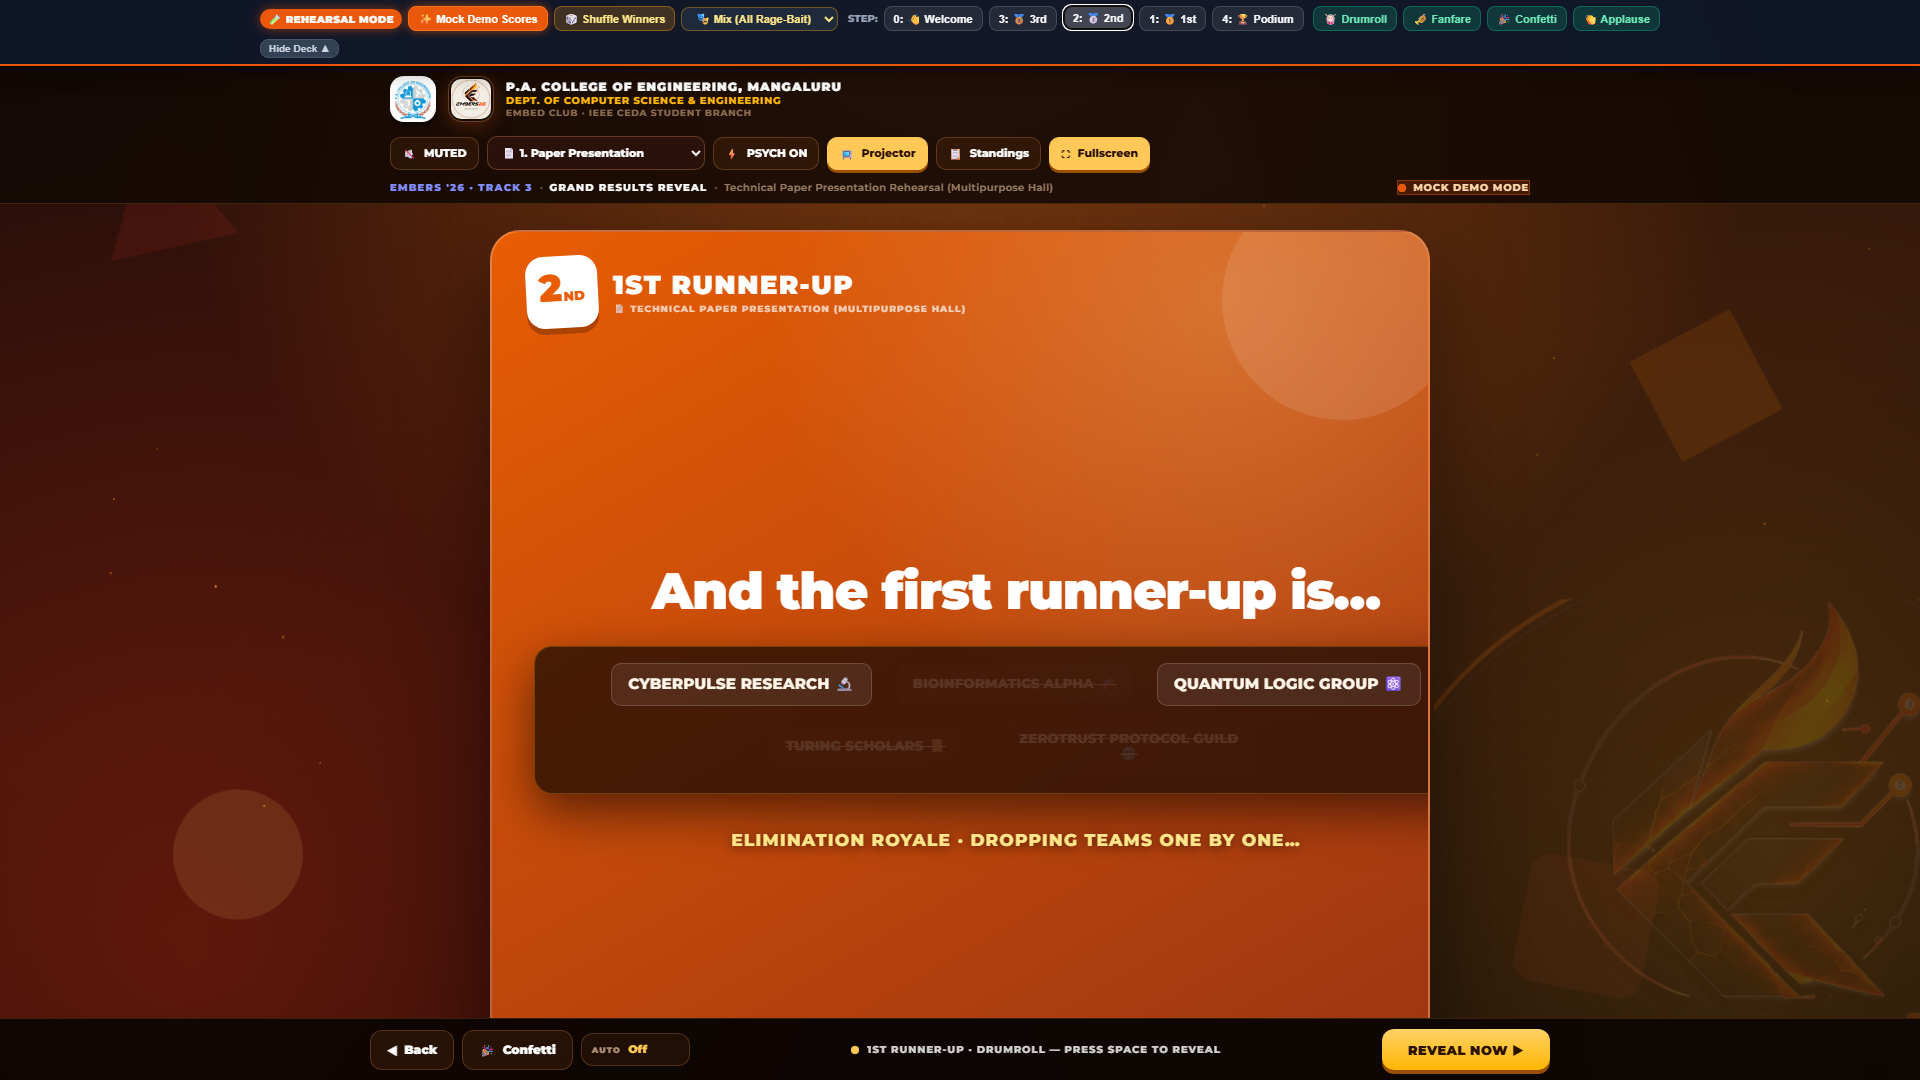 REHEARSAL MODE
Mock Demo Scores
Shuffle Winners
Mix (All Rage-Bait)
STEP:
0: Welcome
3: 3rd
2: 2nd
1: 1st
4: Podium
Drumroll
Fanfare
Confetti
Applause
Hide Deck ▲
P.A. COLLEGE OF ENGINEERING, MANGALURU
DEPT. OF COMPUTER SCIENCE & ENGINEERING
EMBED CLUB · IEEE CEDA STUDENT BRANCH
MUTED
1. Paper Presentation
PSYCH ON
Projector
Standings
Fullscreen
EMBERS '26 • TRACK 3 · GRAND RESULTS REVEAL · Technical Paper Presentation Rehearsal (Multipurpose Hall)
MOCK DEMO MODE
2ND
1ST RUNNER-UP
TECHNICAL PAPER PRESENTATION (MULTIPURPOSE HALL)
And the first runner-up is...
CYBERPULSE RESEARCH
BIOINFORMATICS ALPHA
QUANTUM LOGIC GROUP
TURING SCHOLARS
ZEROTRUST PROTOCOL GUILD
ELIMINATION ROYALE · DROPPING TEAMS ONE BY ONE…
◀ Back
Confetti
AUTO Off
1ST RUNNER-UP · DRUMROLL — PRESS SPACE TO REVEAL
REVEAL NOW ▶